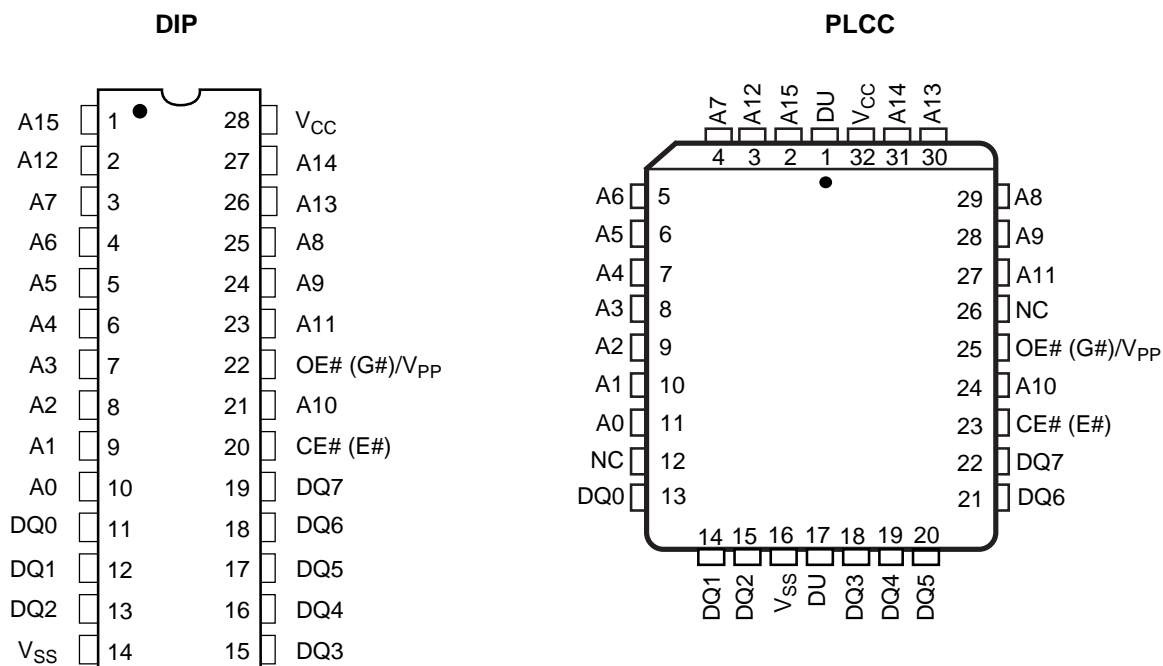 DIP
PLCC
A15 1 28 VCC
A12 2 27 A14
A7 3 26 A13
A6 4 25 A8
A5 5 24 A9
A4 6 23 A11
A3 7 22 OE# (G#)/VPP
A2 8 21 A10
A1 9 20 CE# (E#)
A0 10 19 DQ7
DQ0 11 18 DQ6
DQ1 12 17 DQ5
DQ2 13 16 DQ4
VSS 14 15 DQ3
A7 A12 A15 DU VCC A14 A13
4 3 2 1 32 31 30
A6 5 29 A8
A5 6 28 A9
A4 7 27 A11
A3 8 26 NC
A2 9 25 OE# (G#)/VPP
A1 10 24 A10
A0 11 23 CE# (E#)
NC 12 22 DQ7
DQ0 13 21 DQ6
14 15 16 17 18 19 20
DQ1 DQ2 VSS DU DQ3 DQ4 DQ5